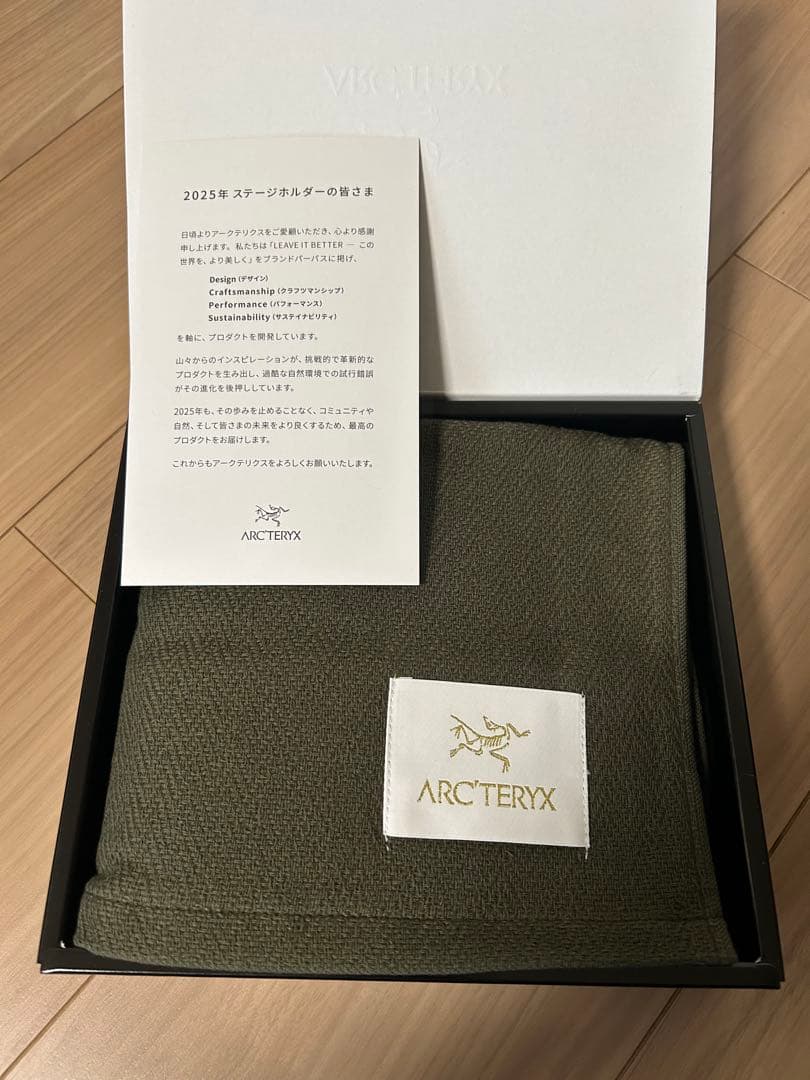 ARC'TERYX
2025年 ステージホルダーの皆さま
日頃よりアークテリクスをご愛顧いただき、心より感謝
申し上げます。私たちは「LEAVE IT BETTER ― この
世界を、より美しく」をブランドパーパスに掲げ、
Design (デザイン)
Craftsmanship (クラフツマンシップ)
Performance (パフォーマンス)
Sustainability (サステイナビリティ)
を軸に、プロダクトを開発しています。
山々からのインスピレーションが、挑戦的で革新的な
プロダクトを生み出し、過酷な自然環境での試行錯誤
がその進化を後押ししています。
2025年も、その歩みを止めることなく、コミュニティや
自然、そして皆さまの未来をより良くするため、最高の
プロダクトをお届けします。
これからもアークテリクスをよろしくお願いいたします。
ARC'TERYX
ARC'TERYX